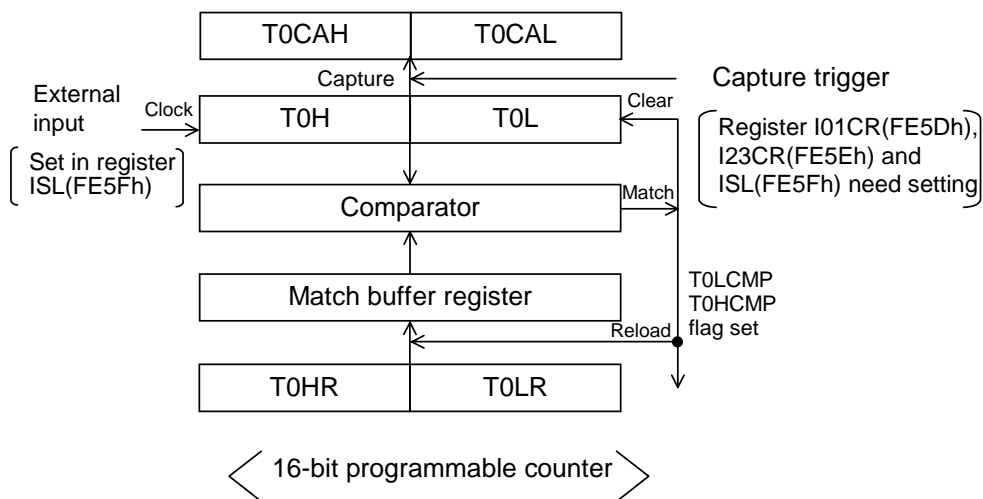 T0CAH T0CAL
Capture
Capture trigger
External
input
Clock
T0H T0L
Clear
Register I01CR(FE5Dh),
I23CR(FE5Eh) and
ISL(FE5Fh) need setting
Set in register
ISL(FE5Fh)
Comparator
Match
Match buffer register
T0LCMP
T0HCMP
flag set
Reload
T0HR T0LR
16-bit programmable counter